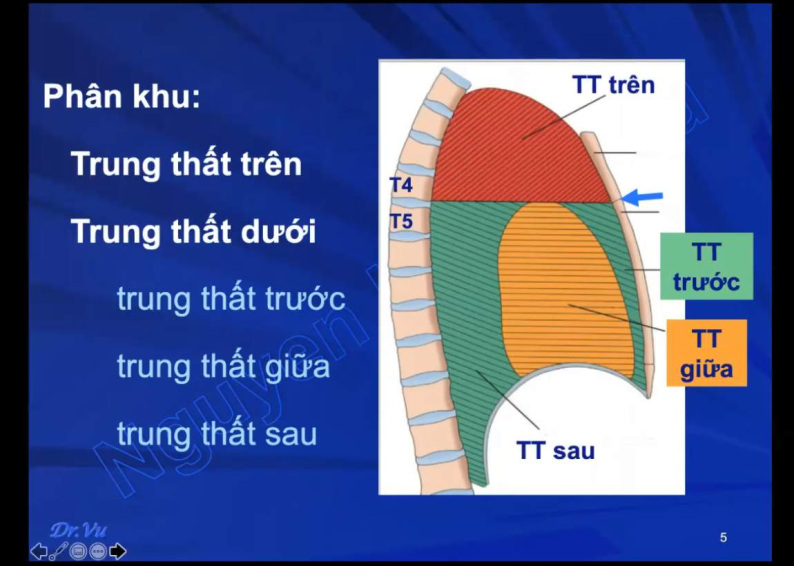 Phân khu:
Trung thất trên
Trung thất dưới
trung thất trước
trung thất giữa
trung thất sau
TT trên
T4
T5
TT
trước
TT
giữa
TT sau
Nguyen
Dr.Vu
5